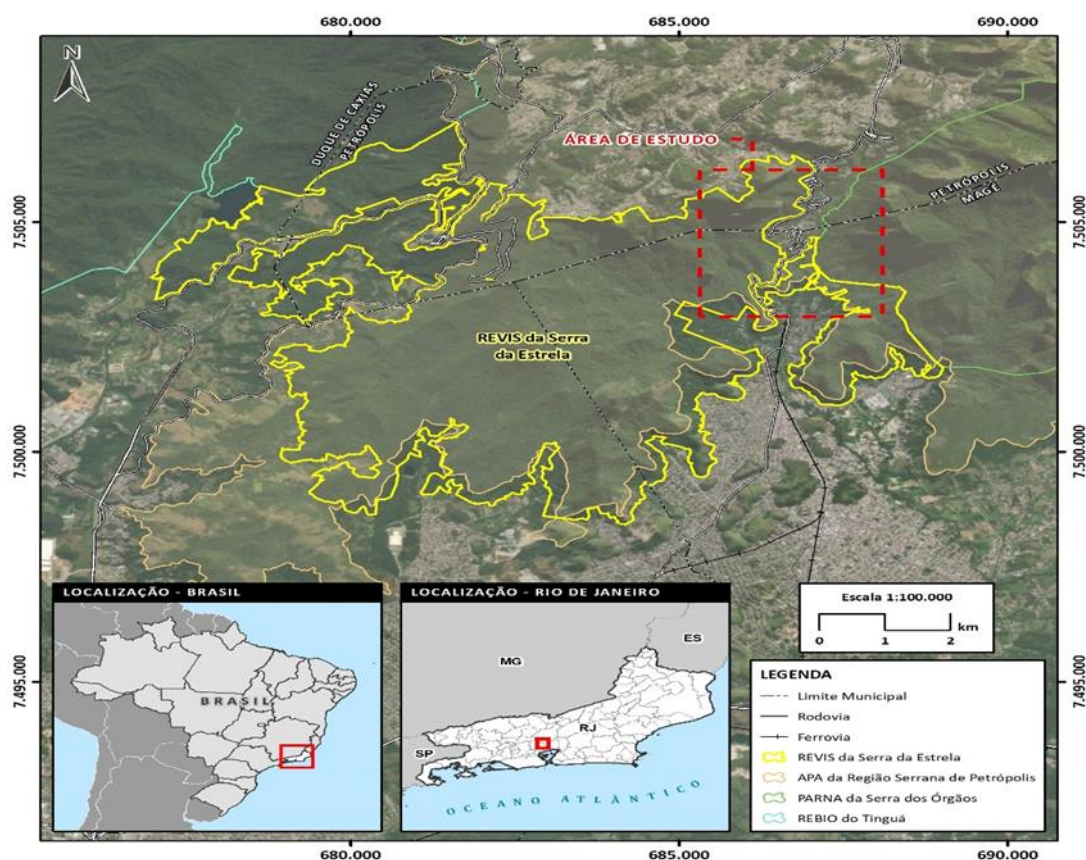 680.000
685.000
690.000
N
DUQUE DE CAXIAS
PETRÓPOLIS
ÁREA DE ESTUDO
PETRÓPOLIS
MAGÉ
7.505.000
7.505.000
REVIS da Serra
da Estrela
7.500.000
7.500.000
LOCALIZAÇÃO - BRASIL
BRASIL
LOCALIZAÇÃO - RIO DE JANEIRO
MG
ES
RJ
SP
OCEANO ATLÂNTICO
Escala 1:100.000
0 1 2 km
LEGENDA
Limite Municipal
Rodovia
Ferrovia
REVIS da Serra da Estrela
APA da Região Serrana de Petrópolis
PARNA da Serra dos Órgãos
REBIO do Tinguá
7.495.000
7.495.000
680.000
685.000
690.000